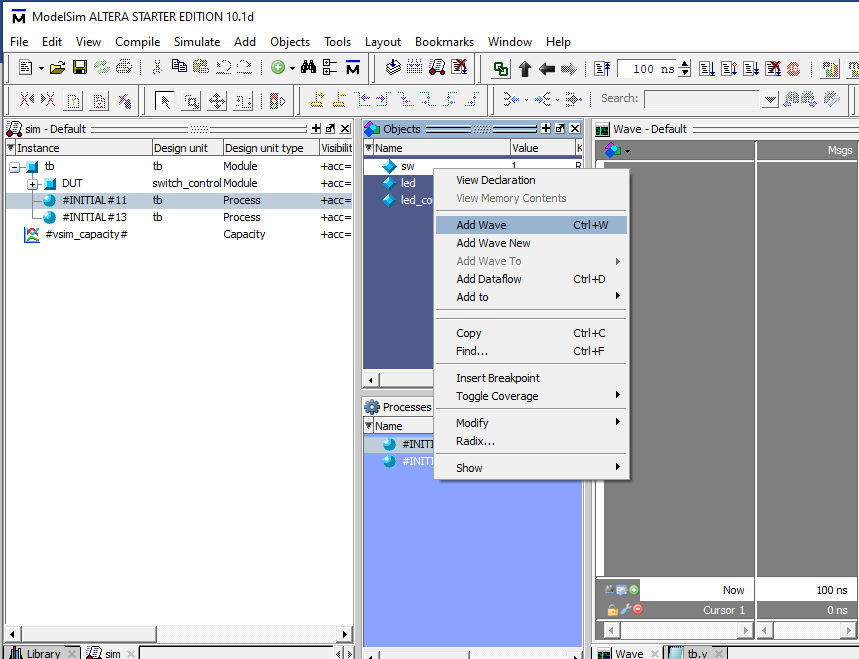 ModelSim ALTERA STARTER EDITION 10.1d
File Edit View Compile Simulate Add Objects Tools Layout Bookmarks Window Help
100 ns
Search:
sim - Default
Instance Design unit Design unit type Visibilit
tb tb Module +acc=
DUT switch_control Module +acc=
#INITIAL#11 tb Process +acc=
#INITIAL#13 tb Process +acc=
#vsim_capacity# Capacity +acc=
Library sim
Objects
Name Value K
sw 1 R
led
led_co
View Declaration
View Memory Contents
Add Wave Ctrl+W
Add Wave New
Add Wave To
Add Dataflow Ctrl+D
Add to
Copy Ctrl+C
Find... Ctrl+F
Insert Breakpoint
Toggle Coverage
Modify
Radix...
Show
Processes
Name
#INITI
#INITI
Wave - Default
Msgs
Now 100 ns
Cursor 1 0 ns
Wave tb.v